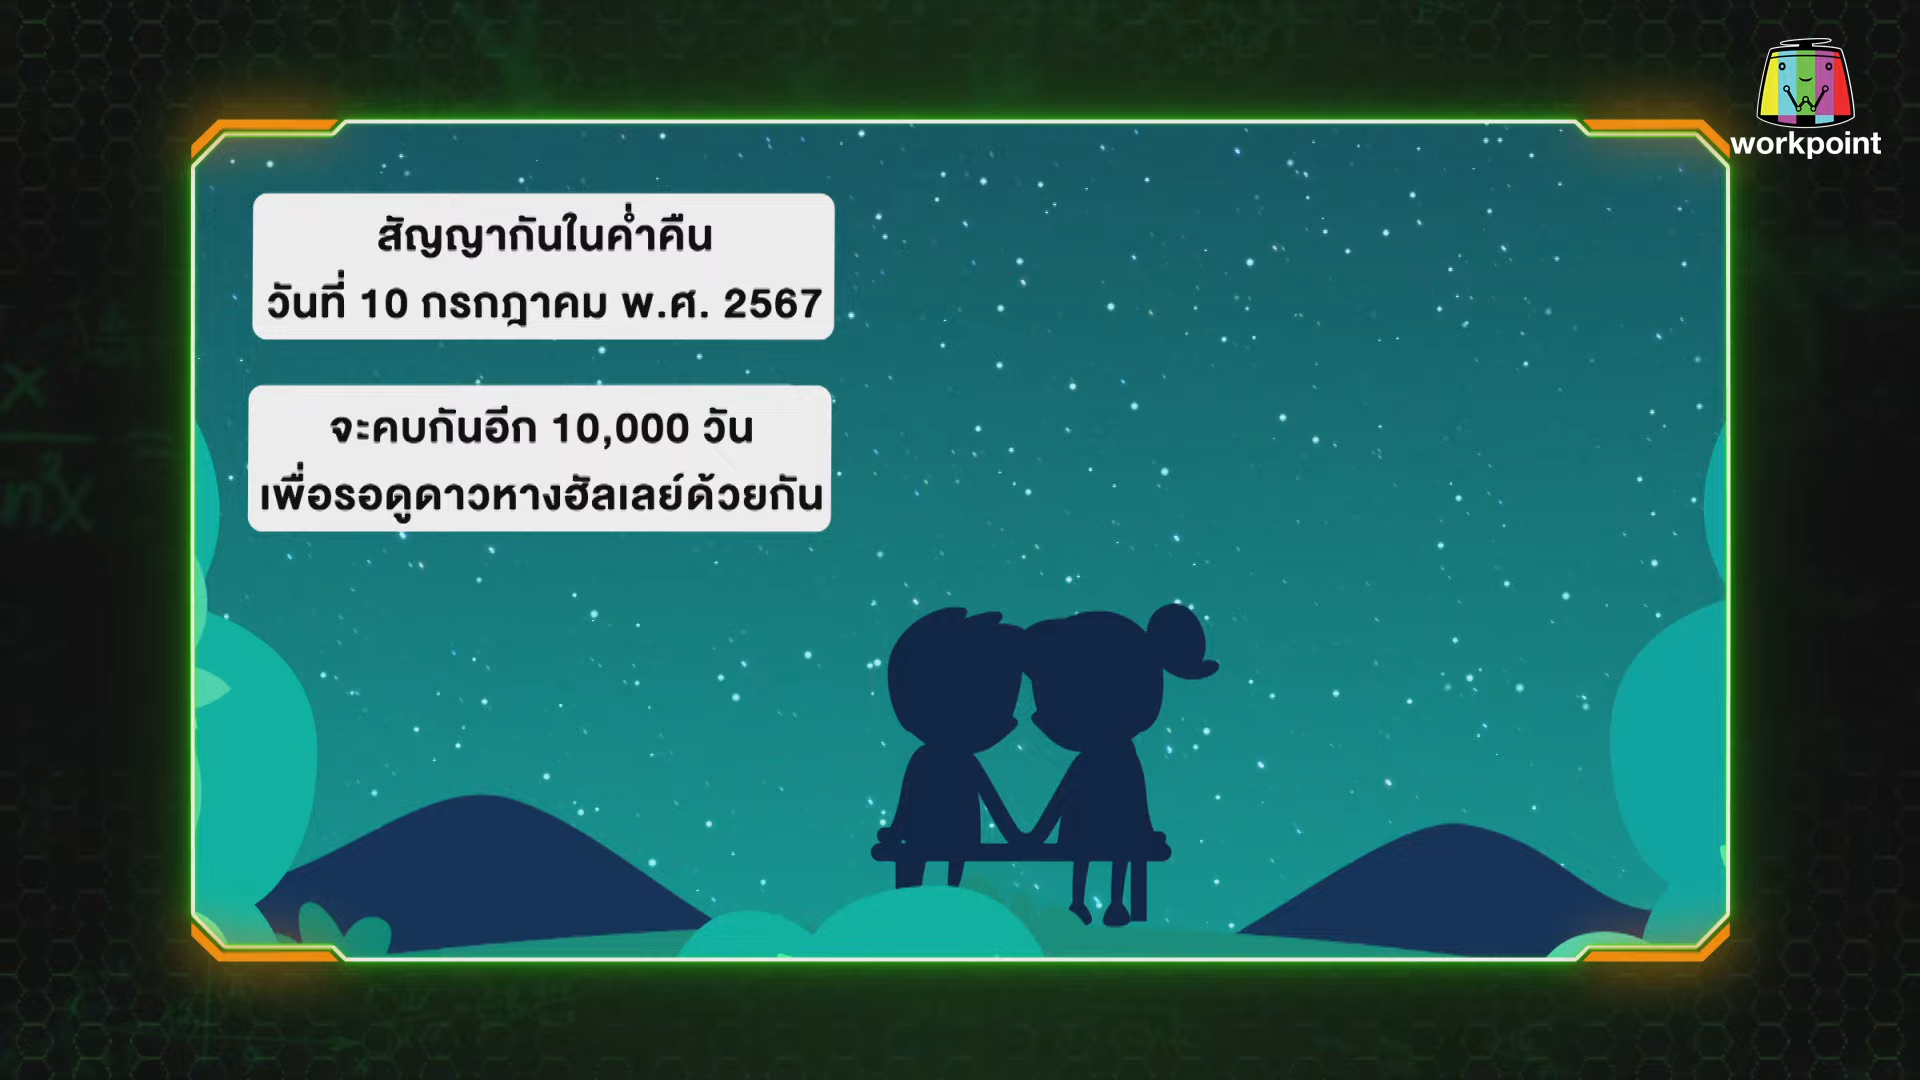 workpoint
สัญญากันในค่ำคืน
วันที่ 10 กรกฎาคม พ.ศ. 2567
จะคบกันอีก 10,000 วัน
เพื่อรอดูดาวหางฮัลเลย์ด้วยกัน